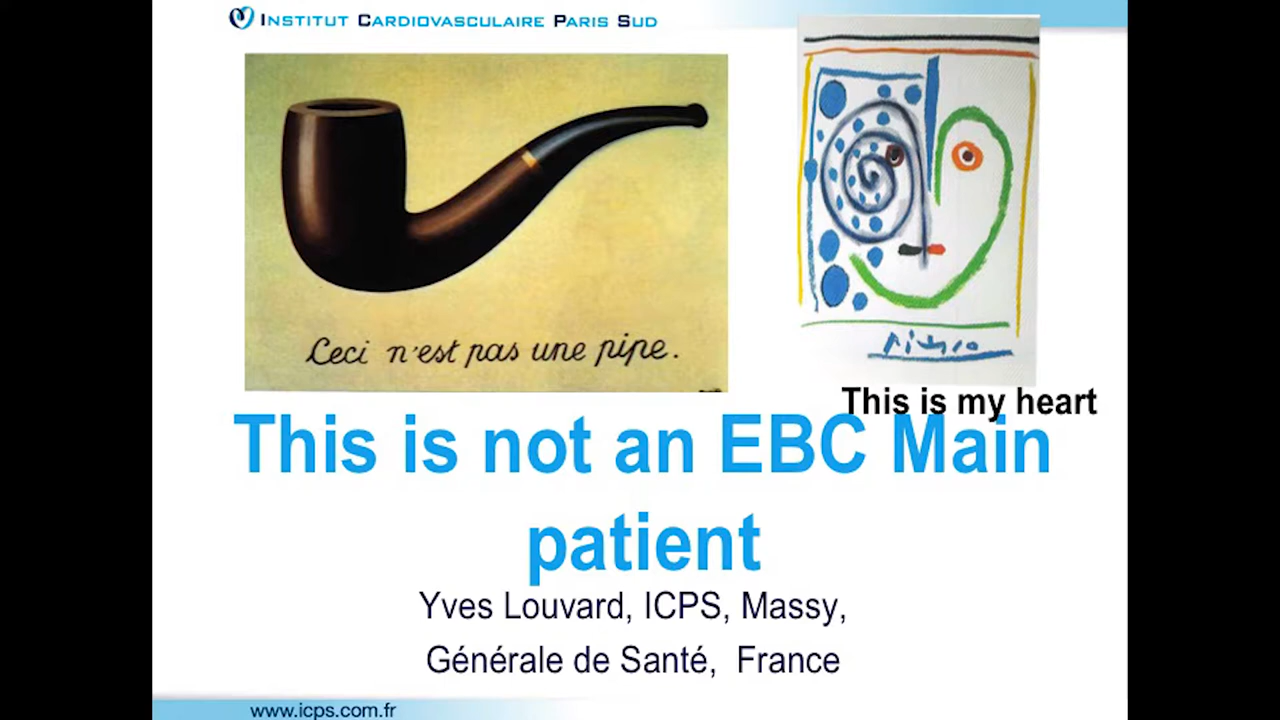 INSTITUT CARDIOVASCULAIRE PARIS SUD
Ceci n'est pas une pipe.
Picasso
This is my heart
This is not an EBC Main
patient
Yves Louvard, ICPS, Massy,
Générale de Santé, France
www.icps.com.fr